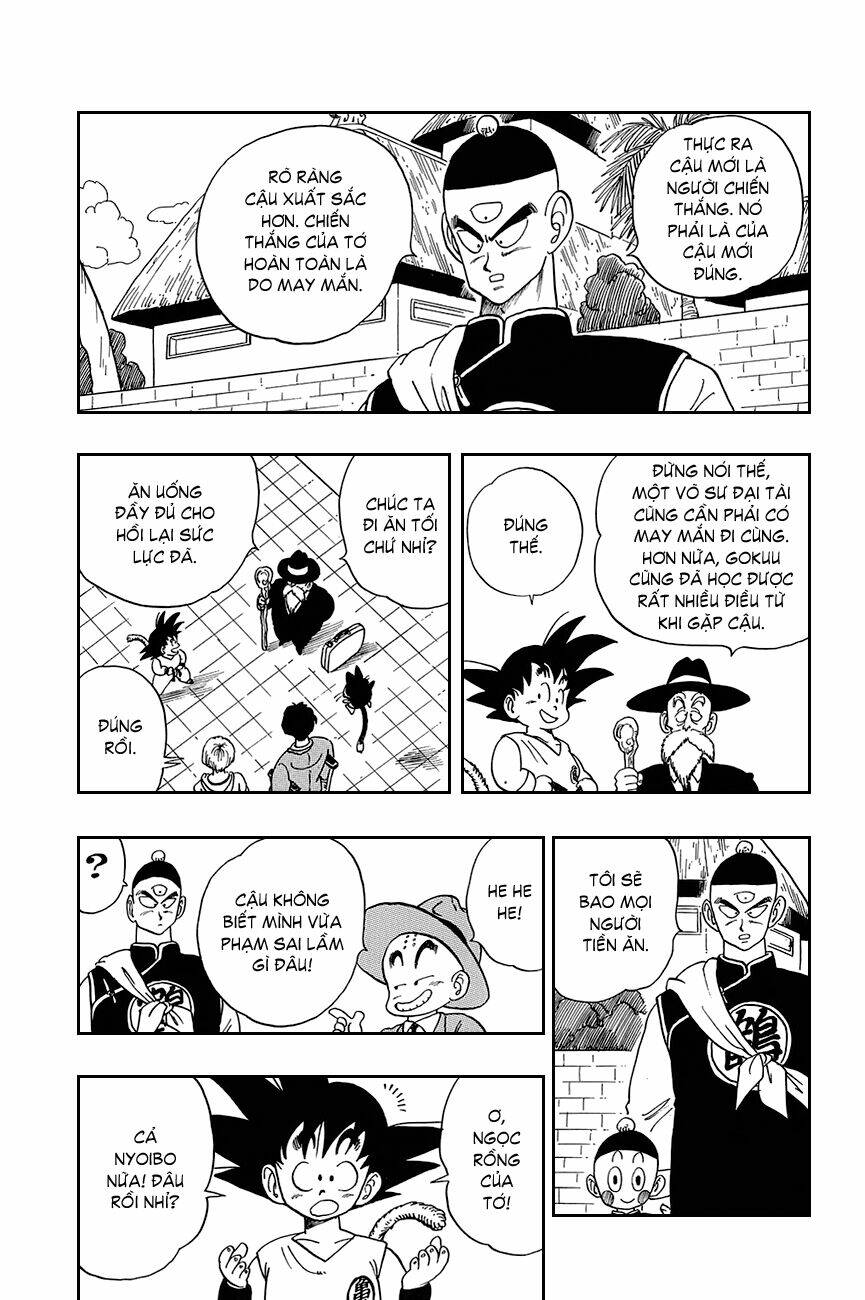 THỰC RA
CẬU MỚI LÀ
NGƯỜI CHIẾN
THẮNG. NÓ
PHẢI LÀ CỦA
CẬU MỚI
ĐÚNG.
RÕ RÀNG
CẬU XUẤT SẮC
HƠN. CHIẾN
THẮNG CỦA TỚ
HOÀN TOÀN LÀ
DO MAY MẮN.
ĐỪNG NÓI THẾ,
MỘT VÕ SƯ ĐẠI TÀI
CŨNG CẦN PHẢI CÓ
MAY MẮN ĐI CÙNG.
HƠN NỮA, GOKUU
CŨNG ĐÃ HỌC ĐƯỢC
RẤT NHIỀU ĐIỀU TỪ
KHI GẶP CẬU.
ĐÚNG
THẾ.
CHÚC TA
ĐI ĂN TỐI
CHỨ NHỈ?
ĂN UỐNG
ĐẦY ĐỦ CHO
HỒI LẠI SỨC
LỰC ĐÃ.
ĐÚNG
RỒI.
TÔI SẼ
BAO MỌI
NGƯỜI
TIỀN ĂN.
鶴
HE HE
HE!
CẬU KHÔNG
BIẾT MÌNH VỪA
PHẠM SAI LẦM
GÌ ĐÂU!
?
鶴
Ơ,
NGỌC
RỒNG
CỦA
TỚ!
CẢ
NYOIBO
NỮA! ĐÂU
RỒI NHỈ?
亀